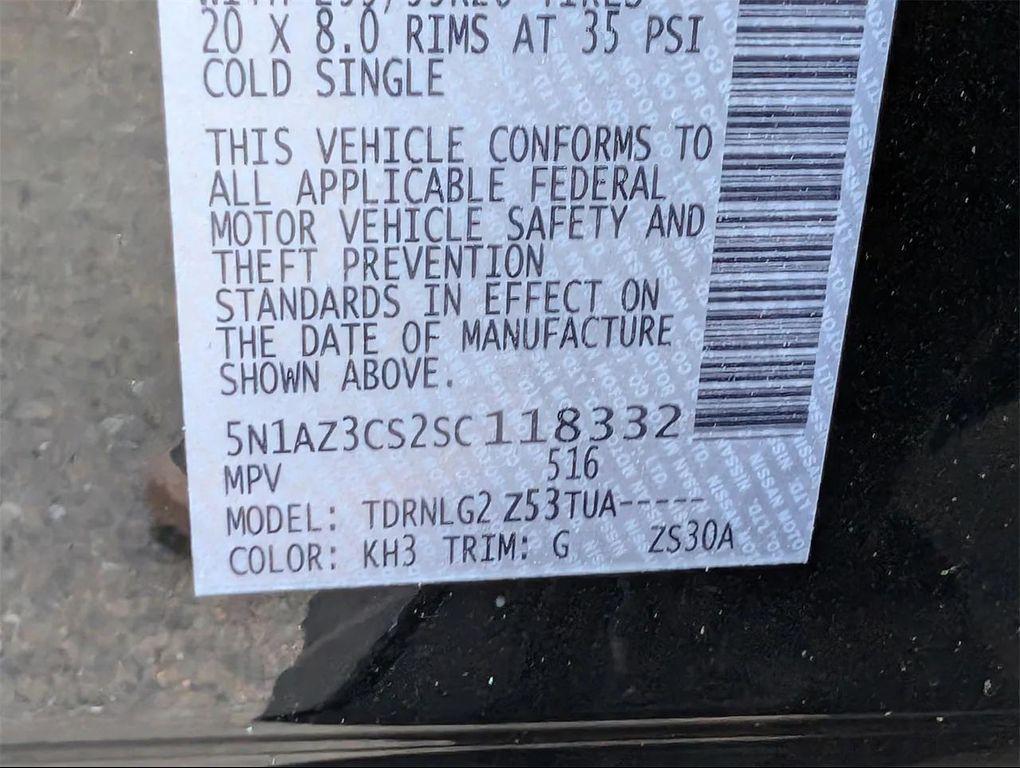 20 X 8.0 RIMS AT 35 PSI
COLD SINGLE
THIS VEHICLE CONFORMS TO
ALL APPLICABLE FEDERAL
MOTOR VEHICLE SAFETY AND
THEFT PREVENTION
STANDARDS IN EFFECT ON
THE DATE OF MANUFACTURE
SHOWN ABOVE.
5N1AZ3CS2SC118332
MPV 516
MODEL: TDRNLG2 Z53TUA-----
COLOR: KH3 TRIM: G ZS30A